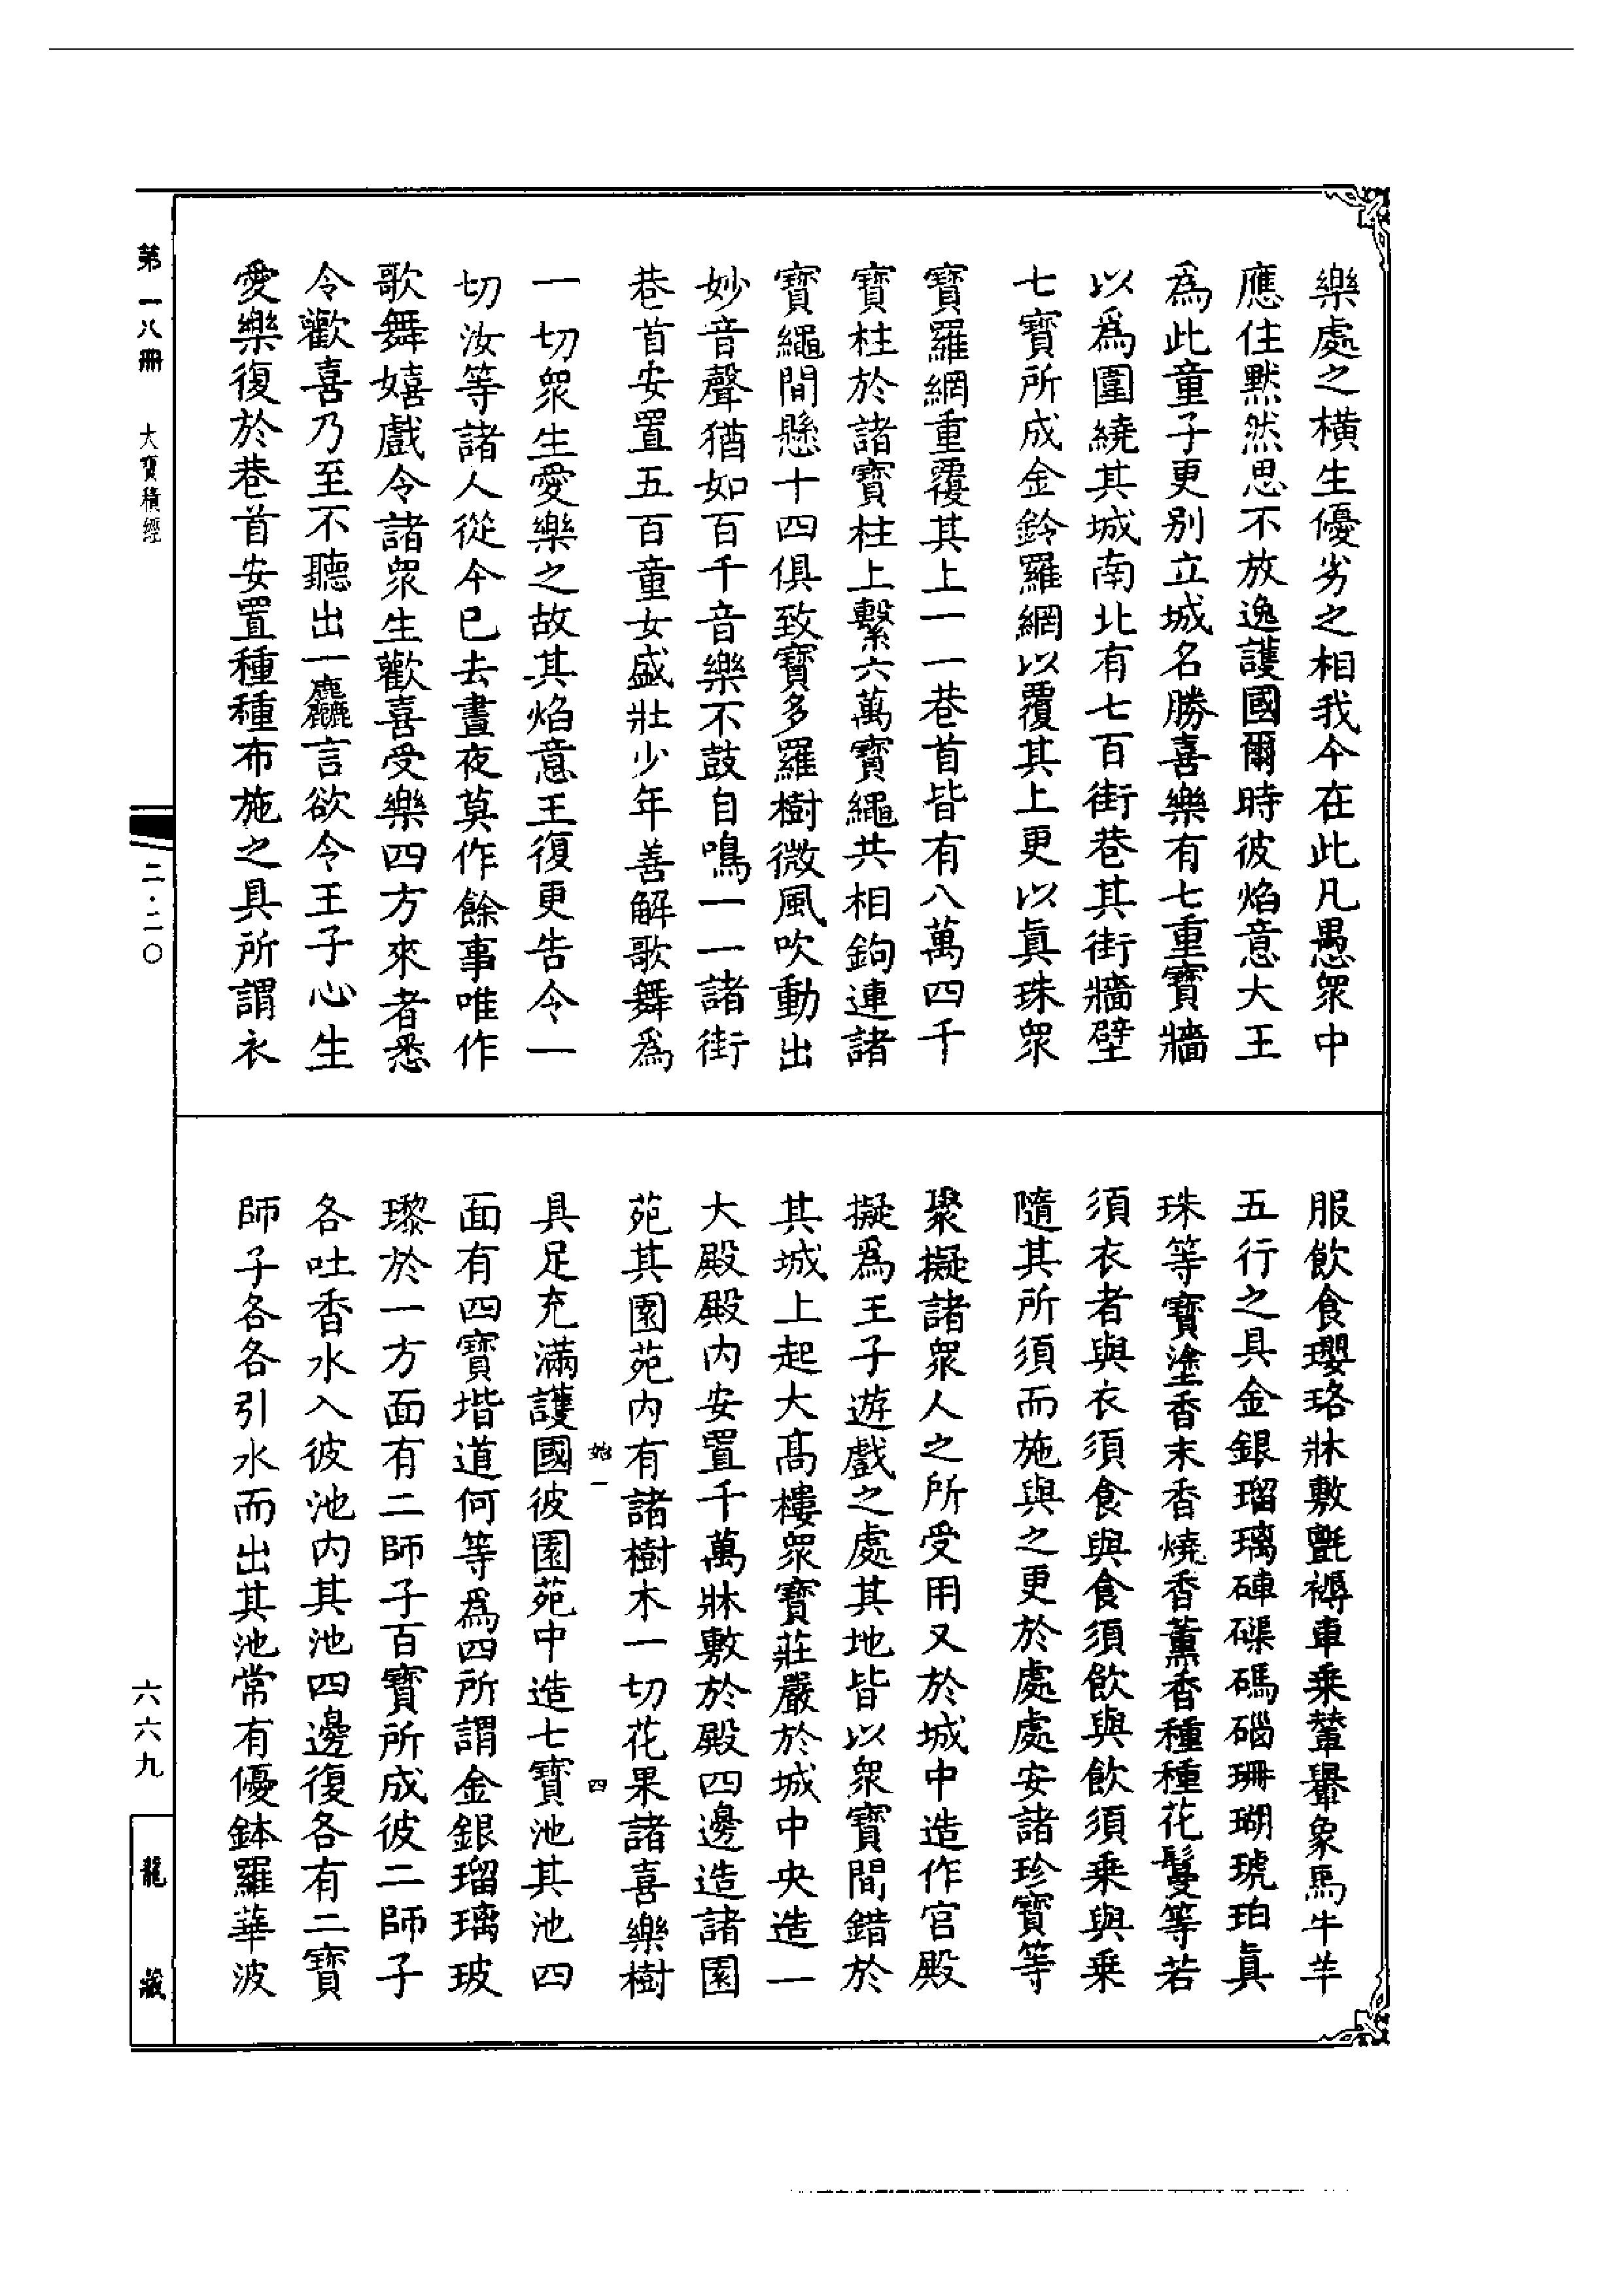 樂處之橫生優劣之相我今在此凡愚眾中
應住默然思不放逸護國爾時彼焰意大王
為此童子更別立城名勝喜樂有七重寶牆
以爲圍繞其城南北有七百街巷其街牆壁
七寶所成金鈴羅網以覆其上更以眞珠眾
寶羅網重覆其上一一巷首皆有八萬四千
寶柱於諸寶柱上繫六萬寶繩共相鉤連諸
寶繩間懸十四俱致寶多羅樹微風吹動出
妙音聲猶如百千音樂不鼓自鳴一一諸街
巷首安置五百童女盛壯少年善解歌舞爲
一切眾生愛樂之故其焰意王復更告令一
切汝等諸人從今已去晝夜莫作餘事唯作
歌舞嬉戲令諸眾生歡喜受樂四方來者悉
令歡喜乃至不聽出一麤言欲令王子心生
愛樂復於巷首安置種種布施之具所謂衣
服飲食瓔珞牀敷氈褥車乗輦轝象馬牛羊
五行之具金銀瑠璃硨磲碼碯珊瑚琥珀眞
珠等寶塗香末香燒香薰香種種花鬘等若
須衣者與衣須食與食須飲與飲須乗與乗
隨其所須而施與之更於處處安諸珍寶等
聚擬諸眾人之所受用又於城中造作宫殿
擬爲王子遊戲之處其地皆以眾寶間錯於
其城上起大髙樓眾寶莊嚴於城中央造一
大殿殿內安置千萬牀敷於殿四邊造諸園
苑其園苑內有諸樹木一切花果諸喜樂樹
始一 四
具足充滿護國彼園苑中造七寶池其池四
面有四寶堦道何等爲四所謂金銀瑠璃玻
瓈於一方面有二師子百寶所成彼二師子
各吐香水入彼池內其池四邊復各有二寶
師子各各引水而出其池常有優鉢羅華波
第一八冊 大寶積經 二·二〇 六六九 龍藏